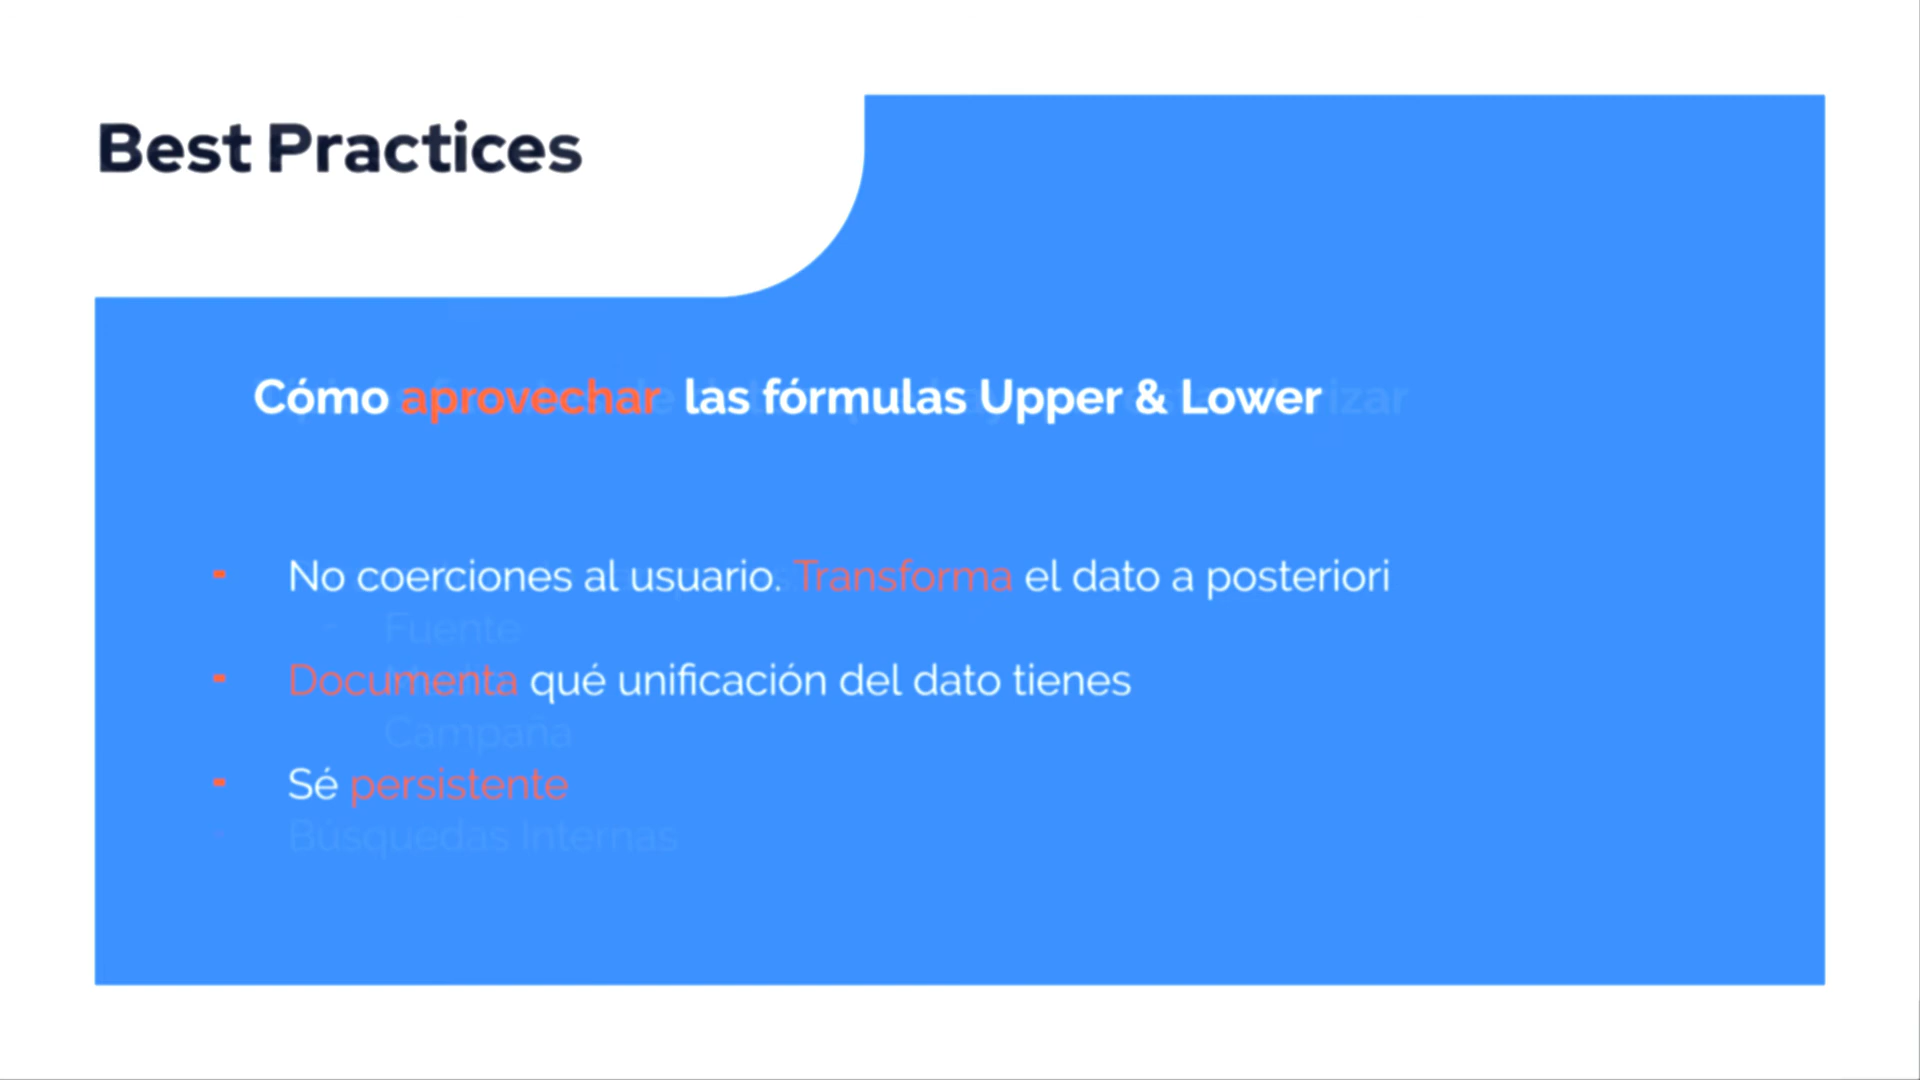 Best Practices
Cómo aprovechar las fórmulas Upper & Lower
- No coerciones al usuario. Transforma el dato a posteriori
Fuente
- Documenta qué unificación del dato tienes
Campaña
- Sé persistente
Búsquedas Internas